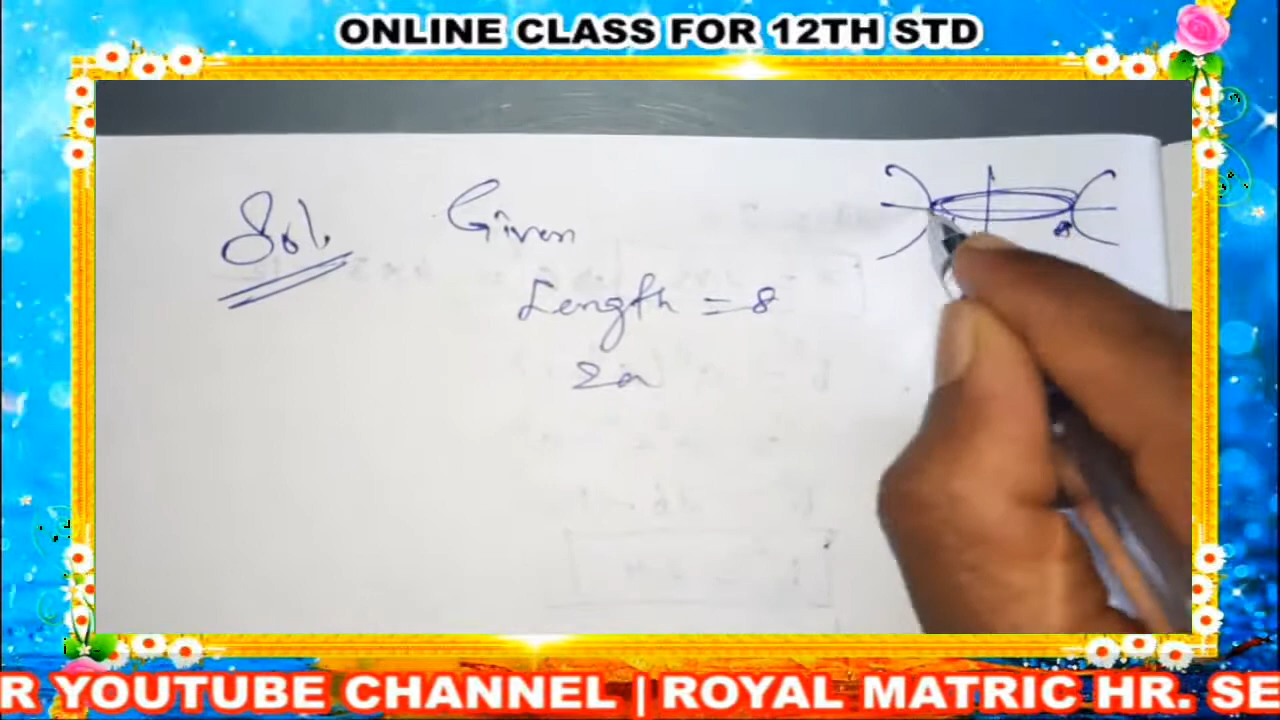 ONLINE CLASS FOR 12TH STD
Sol.
Given
Length = 8
2a
R YOUTUBE CHANNEL | ROYAL MATRIC HR. SE